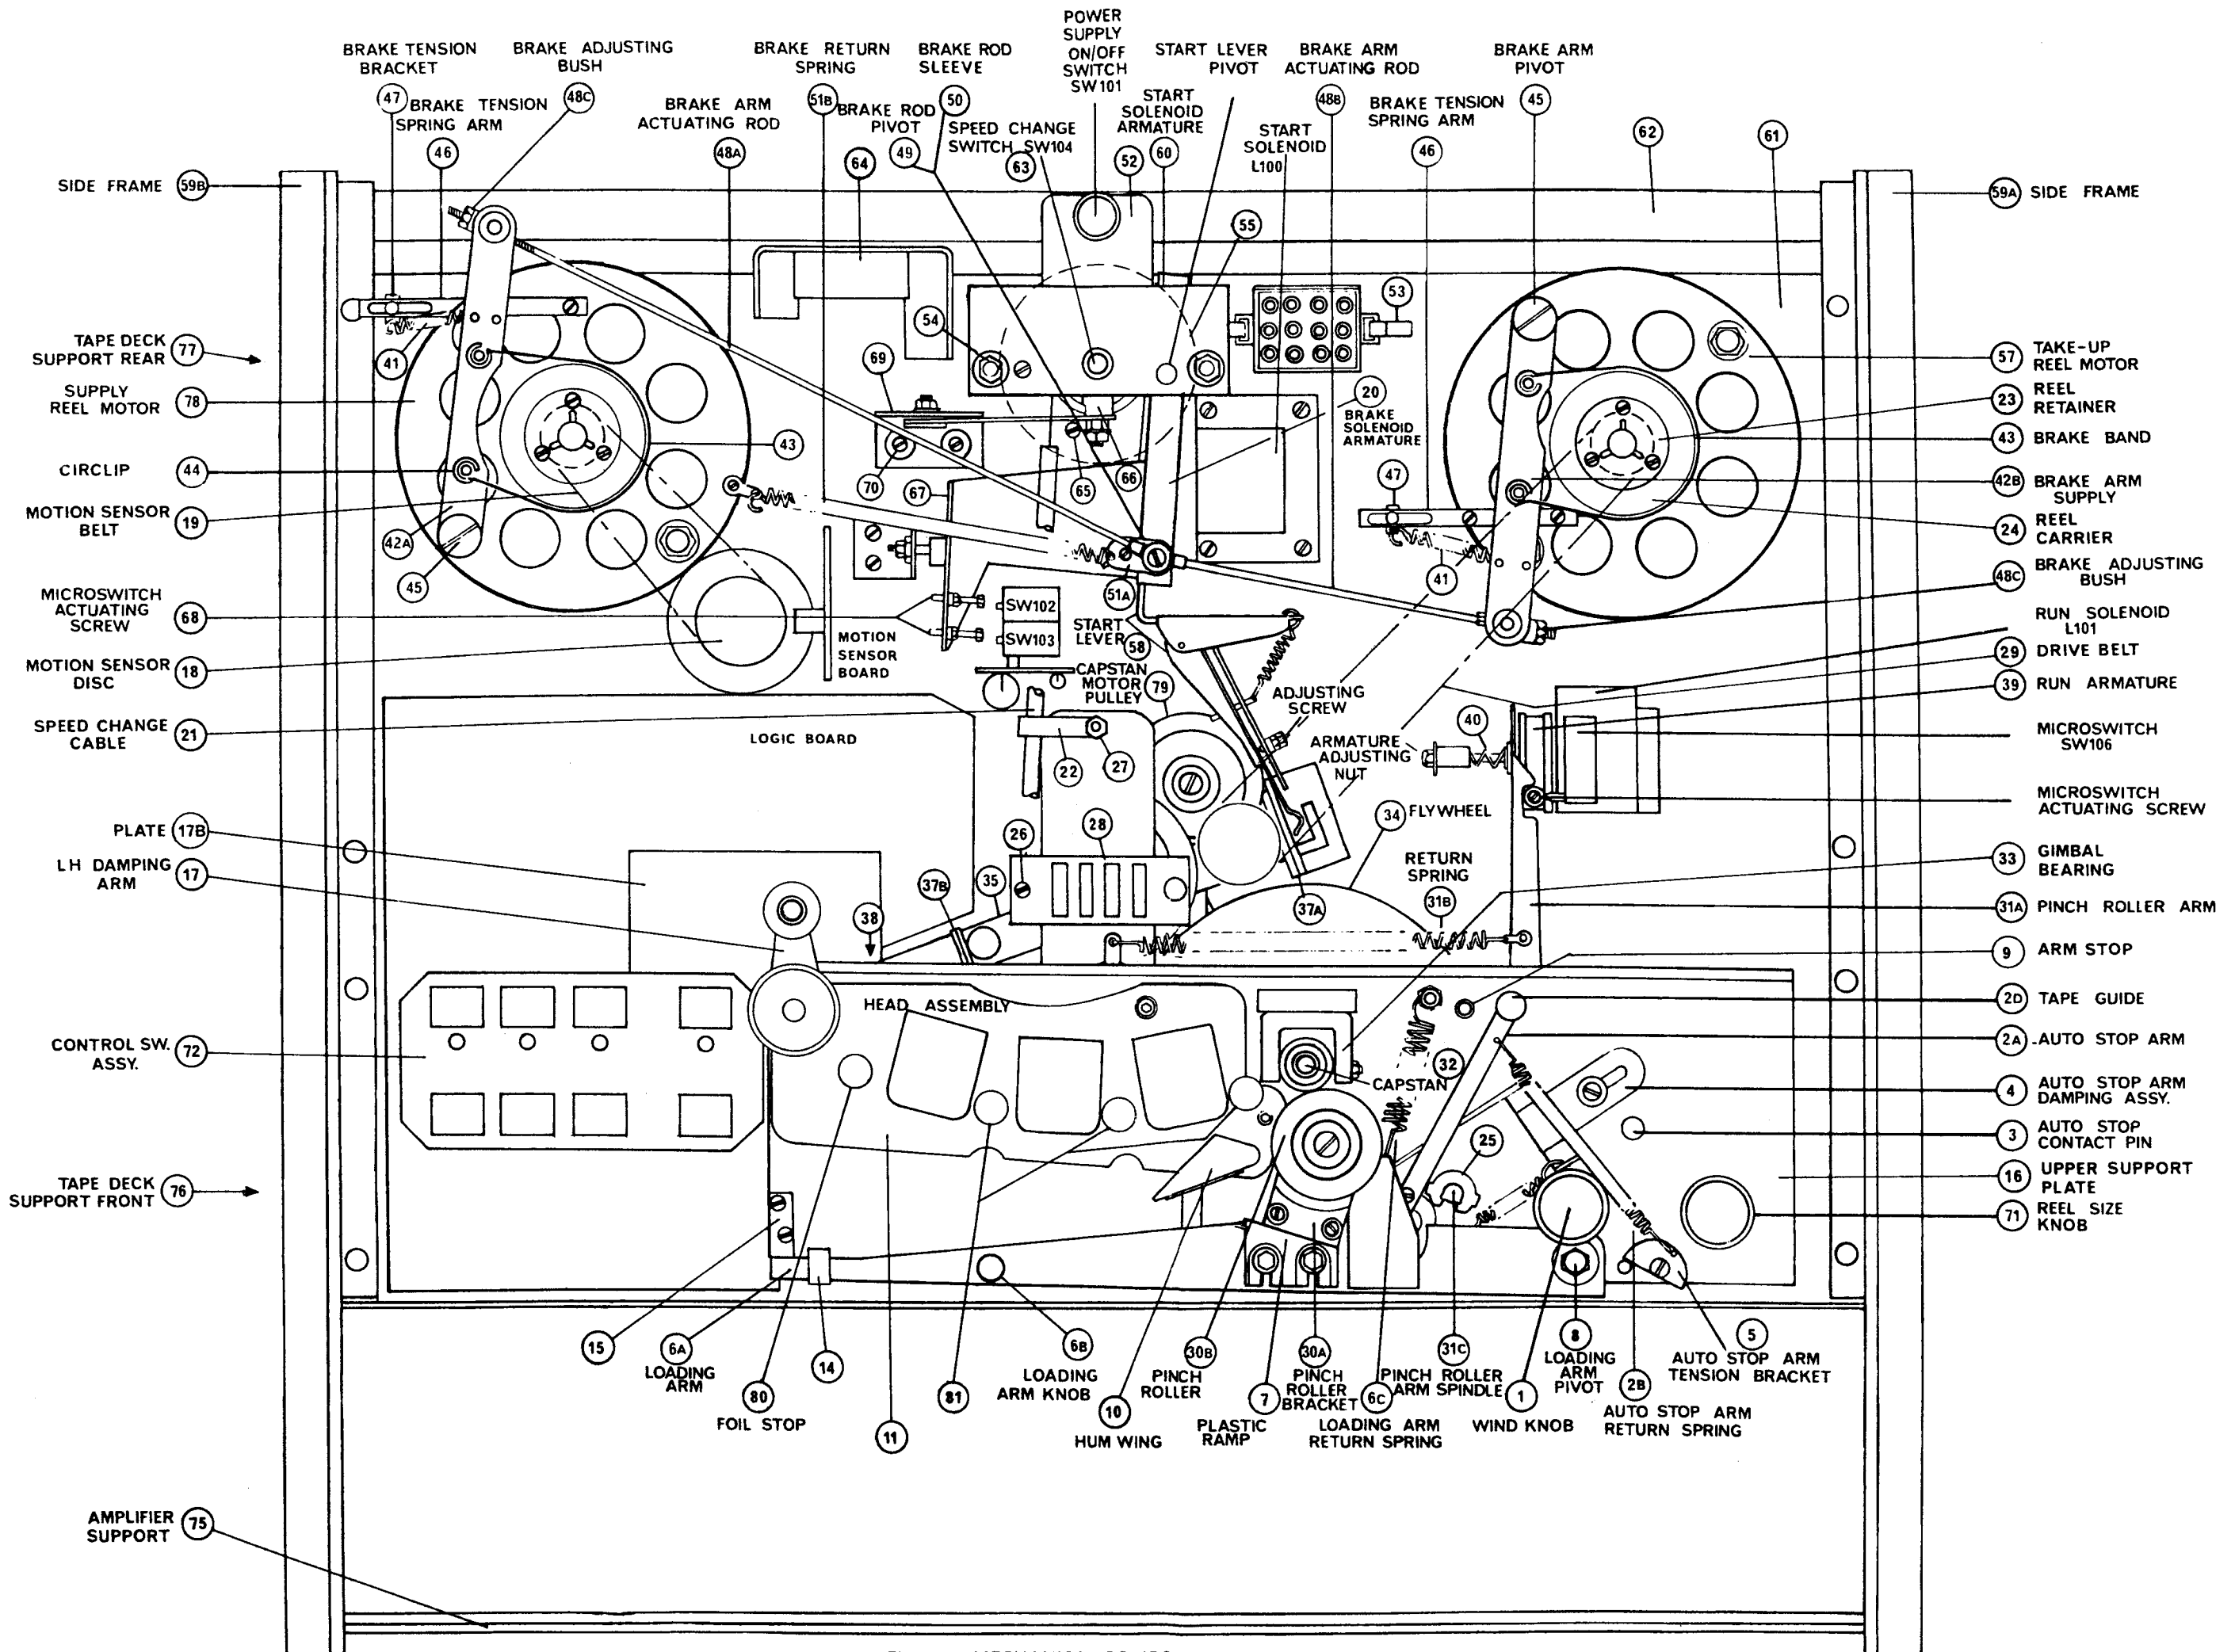 POWER
SUPPLY
ON/OFF
SWITCH
SW101
BRAKE TENSION
BRACKET
47
BRAKE ADJUSTING
BUSH
48C
BRAKE RETURN
SPRING
51B
BRAKE ROD
SLEEVE
50
START LEVER
PIVOT
BRAKE ARM
ACTUATING ROD
48B
BRAKE ARM
PIVOT
45
BRAKE TENSION
SPRING ARM
46
BRAKE ARM
ACTUATING ROD
48A
BRAKE ROD
PIVOT
49
SPEED CHANGE
SWITCH SW104
63
START
SOLENOID
ARMATURE
60
START
SOLENOID
L100
BRAKE TENSION
SPRING ARM
46
62
61
64
52
55
53
54
SIDE FRAME 59B
59A SIDE FRAME
TAPE DECK
SUPPORT REAR
77
SUPPLY
REEL MOTOR
78
CIRCLIP 44
MOTION SENSOR
BELT
19
MICROSWITCH
ACTUATING
SCREW
68
MOTION SENSOR
DISC
18
SPEED CHANGE
CABLE
21
PLATE 17B
LH DAMPING
ARM
17
CONTROL SW.
ASSY.
72
TAPE DECK
SUPPORT FRONT
76
AMPLIFIER
SUPPORT
75
41
43
42A
45
69
70
67
65
66
20
BRAKE
SOLENOID
ARMATURE
47
41
51A
SW102
SW103
MOTION
SENSOR
BOARD
START
LEVER
58
CAPSTAN
MOTOR
PULLEY
79
ADJUSTING
SCREW
ARMATURE
ADJUSTING
NUT
40
LOGIC BOARD
22
27
26
28
34 FLYWHEEL
37B
35
38
37A
RETURN
SPRING
31B
HEAD ASSEMBLY
CAPSTAN
32
25
57 TAKE-UP
REEL MOTOR
23 REEL
RETAINER
43 BRAKE BAND
42B BRAKE ARM
SUPPLY
24 REEL
CARRIER
48C BRAKE ADJUSTING
BUSH
RUN SOLENOID
L101
29 DRIVE BELT
39 RUN ARMATURE
MICROSWITCH
SW106
MICROSWITCH
ACTUATING SCREW
33 GIMBAL
BEARING
31A PINCH ROLLER ARM
9 ARM STOP
2D TAPE GUIDE
2A AUTO STOP ARM
4 AUTO STOP ARM
DAMPING ASSY.
3 AUTO STOP
CONTACT PIN
16 UPPER SUPPORT
PLATE
71 REEL SIZE
KNOB
15
6A
LOADING
ARM
14
80
FOIL STOP
11
81
6B
LOADING
ARM KNOB
10
HUM WING
30B
PINCH
ROLLER
7
PLASTIC
RAMP
30A
PINCH
ROLLER
BRACKET
6C
LOADING ARM
RETURN SPRING
31C
PINCH ROLLER
ARM SPINDLE
1
WIND KNOB
8
LOADING
ARM
PIVOT
2B
AUTO STOP ARM
RETURN SPRING
5
AUTO STOP ARM
TENSION BRACKET